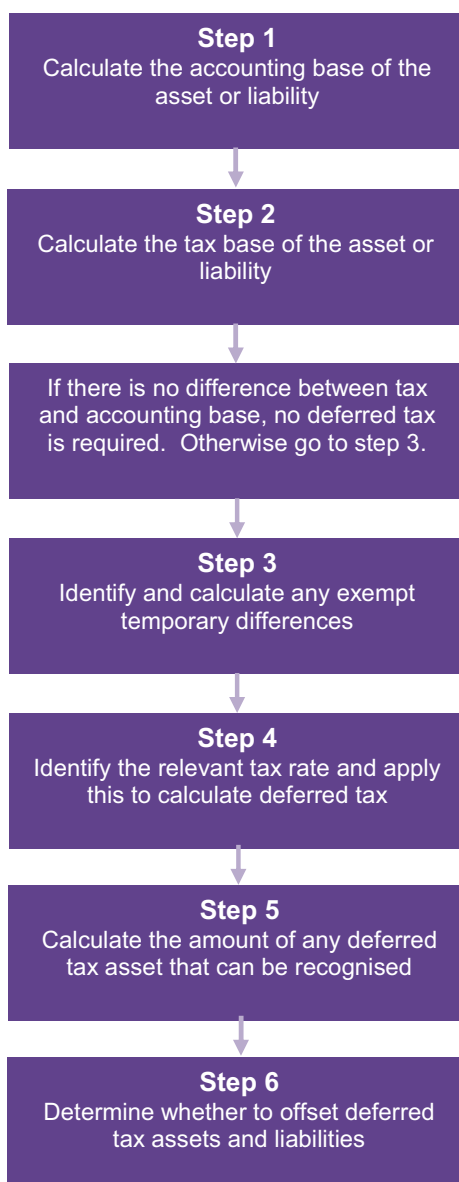 Step 1
Calculate the accounting base of the
asset or liability
Step 2
Calculate the tax base of the asset or
liability
If there is no difference between tax
and accounting base, no deferred tax
is required.  Otherwise go to step 3.
Step 3
Identify and calculate any exempt
temporary differences
Step 4
Identify the relevant tax rate and apply
this to calculate deferred tax
Step 5
Calculate the amount of any deferred
tax asset that can be recognised
Step 6
Determine whether to offset deferred
tax assets and liabilities